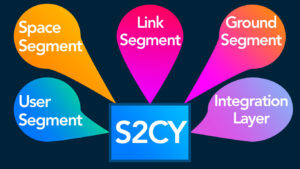 Space
Segment
Link
Segment
Ground
Segment
User
Segment
Integration
Layer
S2CY